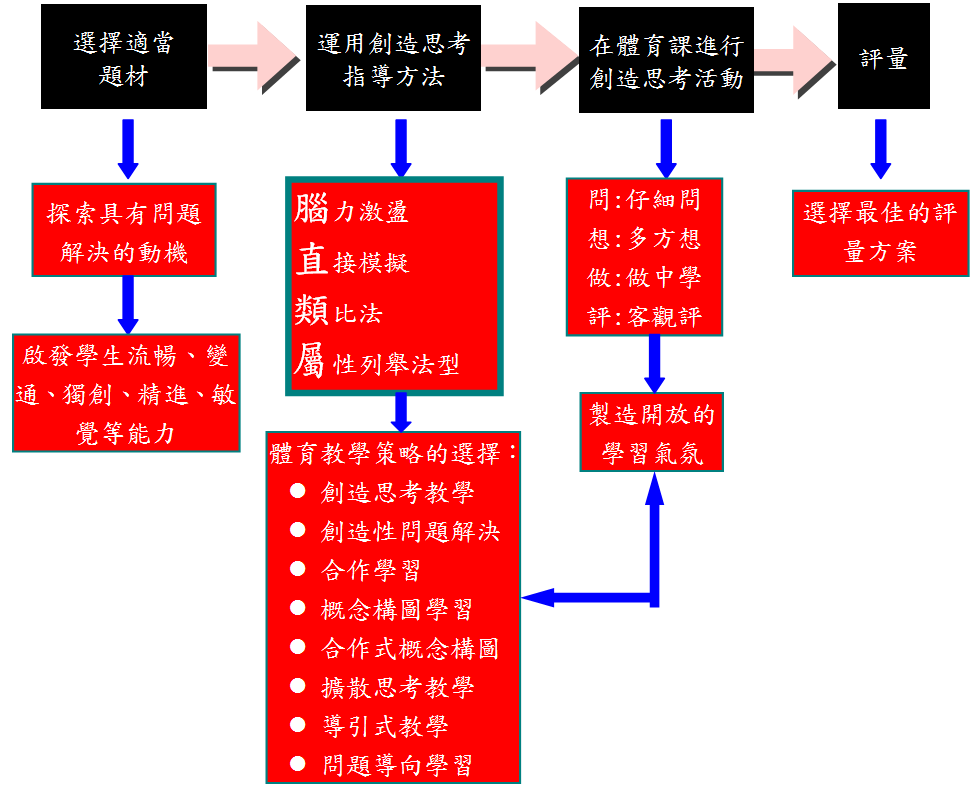 選擇適當
題材
運用創造思考
指導方法
在體育課進行
創造思考活動
評量
探索具有問題
解決的動機
啟發學生流暢、變
通、獨創、精進、敏
覺等能力
腦力激盪
直接模擬
類比法
屬性列舉法型
體育教學策略的選擇：
● 創造思考教學
● 創造性問題解決
● 合作學習
● 概念構圖學習
● 合作式概念構圖
● 擴散思考教學
● 導引式教學
● 問題導向學習
問:仔細問
想:多方想
做:做中學
評:客觀評
製造開放的
學習氣氛
選擇最佳的評
量方案